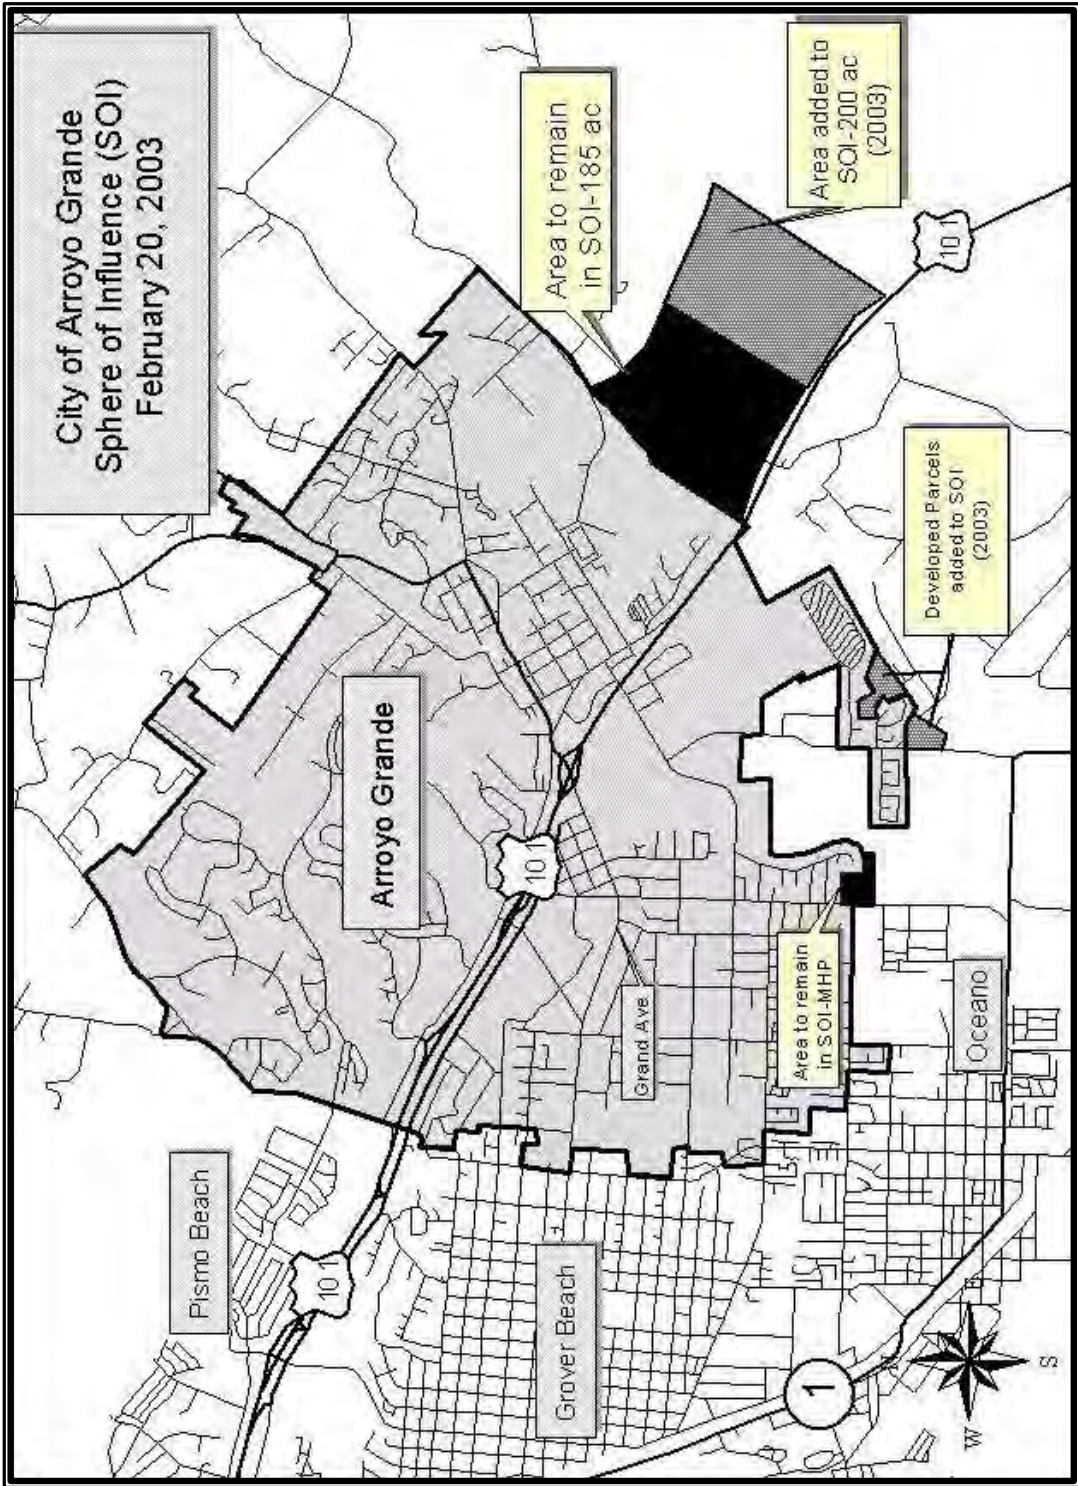 City of Arroyo Grande
Sphere of Influence (SOI)
February 20, 2003
Area to remain
in SOI-185 ac
Area added to
SOI-200 ac
(2003)
101
Developed Parcels
added to SOI
(2003)
Arroyo Grande
101
Grand Ave
Area to remain
in SOI-MHP
Oceano
Pismo Beach
101
Grover Beach
1
W
S